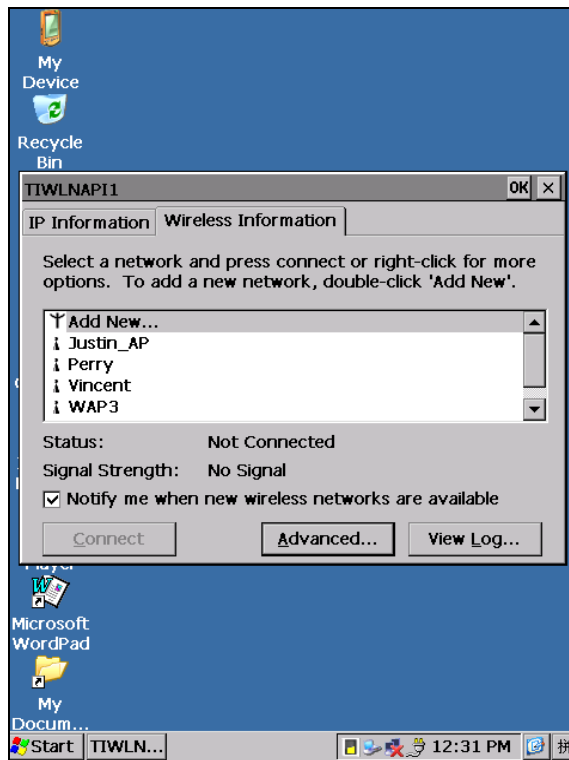 My
Device
Recycle
Bin
TIWLNAPI1
OK
IP Information
Wireless Information
Select a network and press connect or right-click for more
options. To add a new network, double-click 'Add New'.
Add New...
Justin_AP
Perry
Vincent
WAP3
Status: Not Connected
Signal Strength: No Signal
Notify me when new wireless networks are available
Connect
Advanced...
View Log...
Player
Microsoft
WordPad
My
Docum...
Start
TIWLN...
12:31 PM
拼